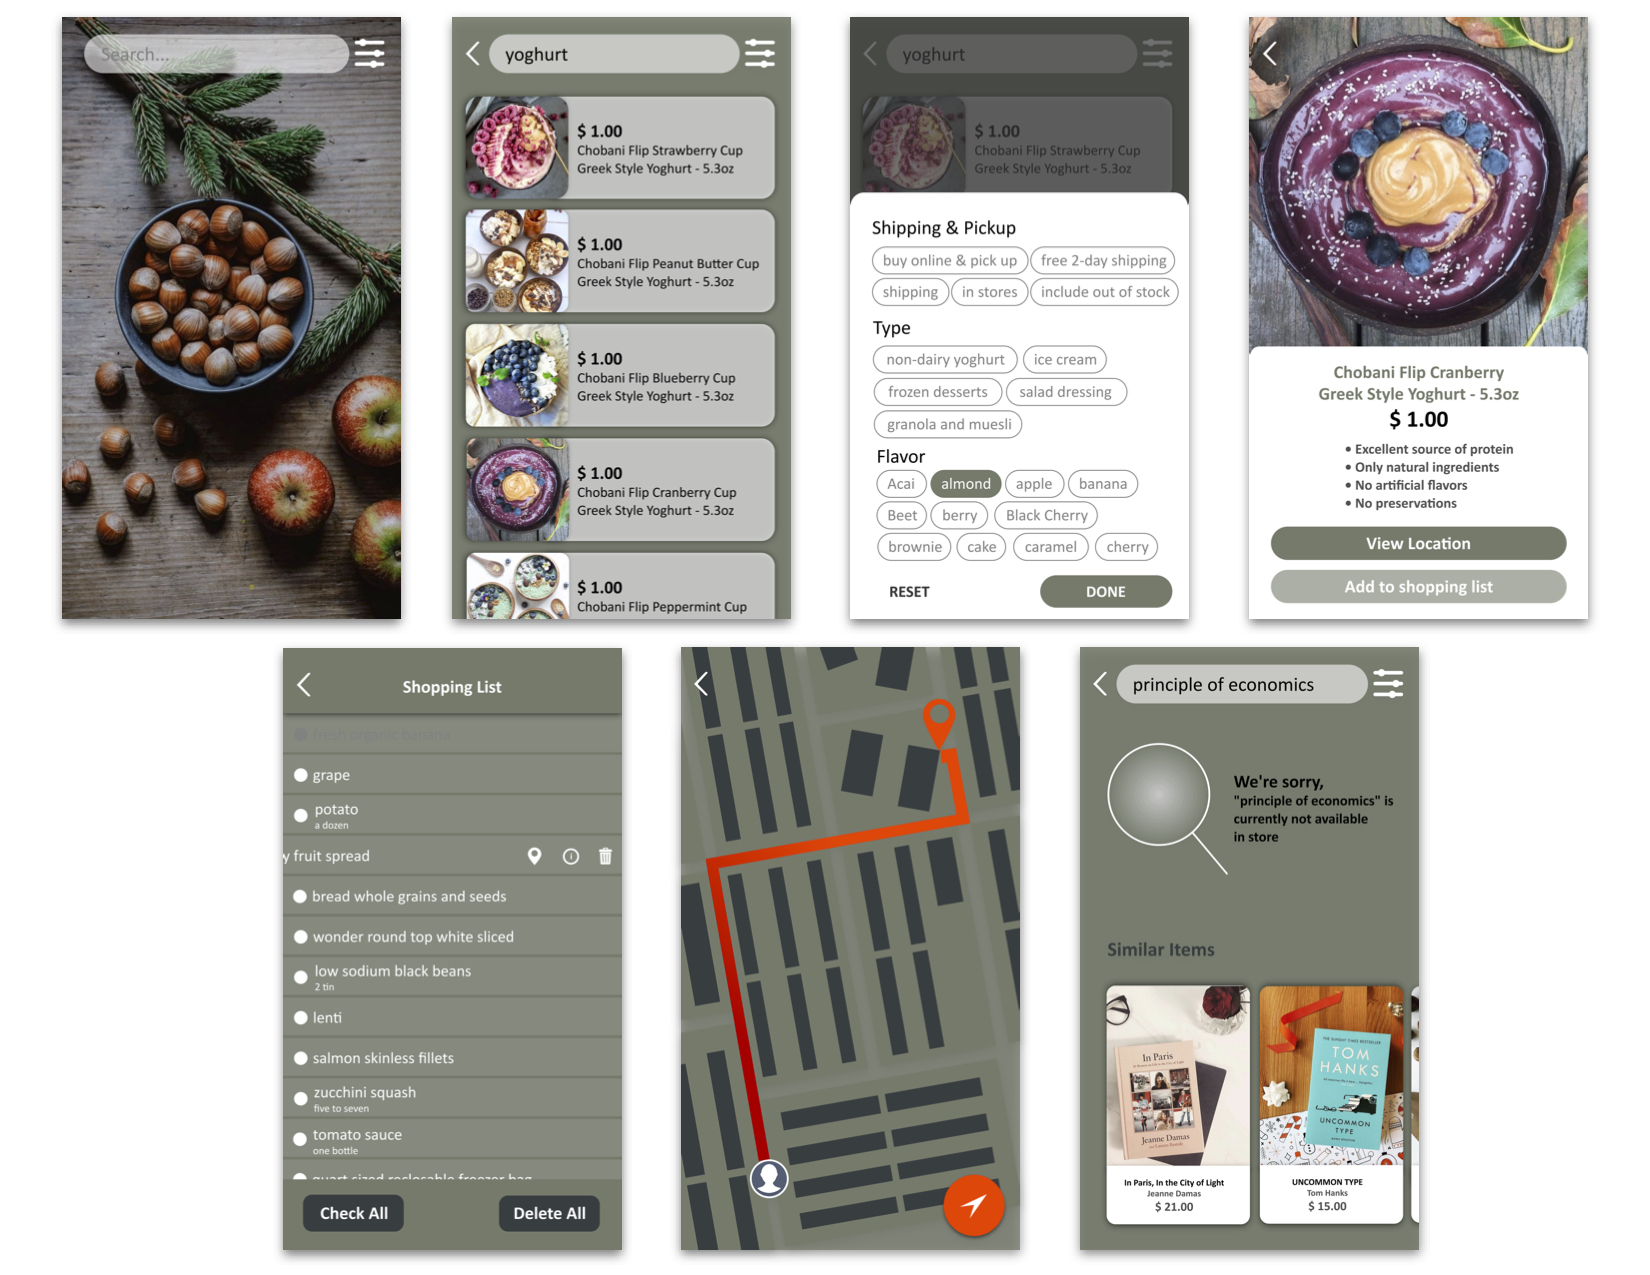 Search...
yoghurt
$ 1.00
Chobani Flip Strawberry Cup
Greek Style Yoghurt - 5.3oz
$ 1.00
Chobani Flip Peanut Butter Cup
Greek Style Yoghurt - 5.3oz
$ 1.00
Chobani Flip Blueberry Cup
Greek Style Yoghurt - 5.3oz
$ 1.00
Chobani Flip Cranberry Cup
Greek Style Yoghurt - 5.3oz
$ 1.00
Chobani Flip Peppermint Cup
yoghurt
$ 1.00
Chobani Flip Strawberry Cup
Greek Style Yoghurt - 5.3oz
Shipping & Pickup
buy online & pick up
free 2-day shipping
shipping
in stores
include out of stock
Type
non-dairy yoghurt
ice cream
frozen desserts
salad dressing
granola and muesli
Flavor
Acai
almond
apple
banana
Beet
berry
Black Cherry
brownie
cake
caramel
cherry
RESET
DONE
Chobani Flip Cranberry
Greek Style Yoghurt - 5.3oz
$ 1.00
• Excellent source of protein
• Only natural ingredients
• No artificial flavors
• No preservations
View Location
Add to shopping list
Shopping List
fresh organic banana
grape
potato
a dozen
y fruit spread
bread whole grains and seeds
wonder round top white sliced
low sodium black beans
2 tin
lenti
salmon skinless fillets
zucchini squash
five to seven
tomato sauce
one bottle
quart sized reclosable freezer bag
Check All
Delete All
principle of economics
We're sorry,
"principle of economics" is
currently not available
in store
Similar Items
In Paris
Jeanne Damas
In Paris, In the City of Light
Jeanne Damas
$ 21.00
THE SUNDAY TIMES BESTSELLER
TOM
HANKS
UNCOMMON
TYPE
UNCOMMON TYPE
Tom Hanks
$ 15.00